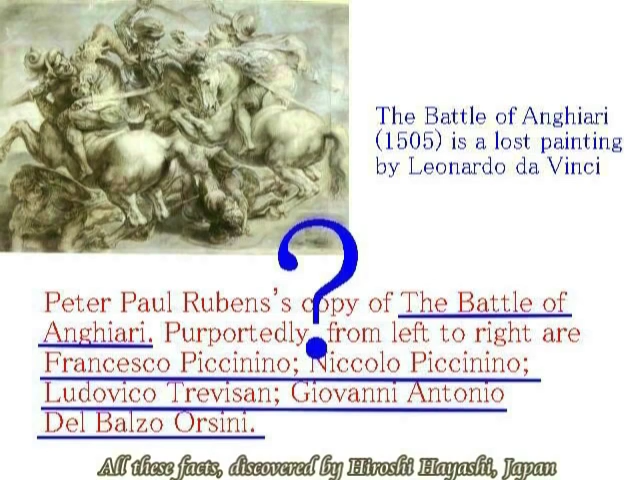 The Battle of Anghiari
(1505) is a lost painting
by Leonardo da Vinci
?
Peter Paul Rubens's copy of The Battle of
Anghiari. Purportedly, from left to right are
Francesco Piccinino; Niccolo Piccinino;
Ludovico Trevisan; Giovanni Antonio
Del Balzo Orsini.
All these facts, discovered by Hiroshi Hayashi, Japan